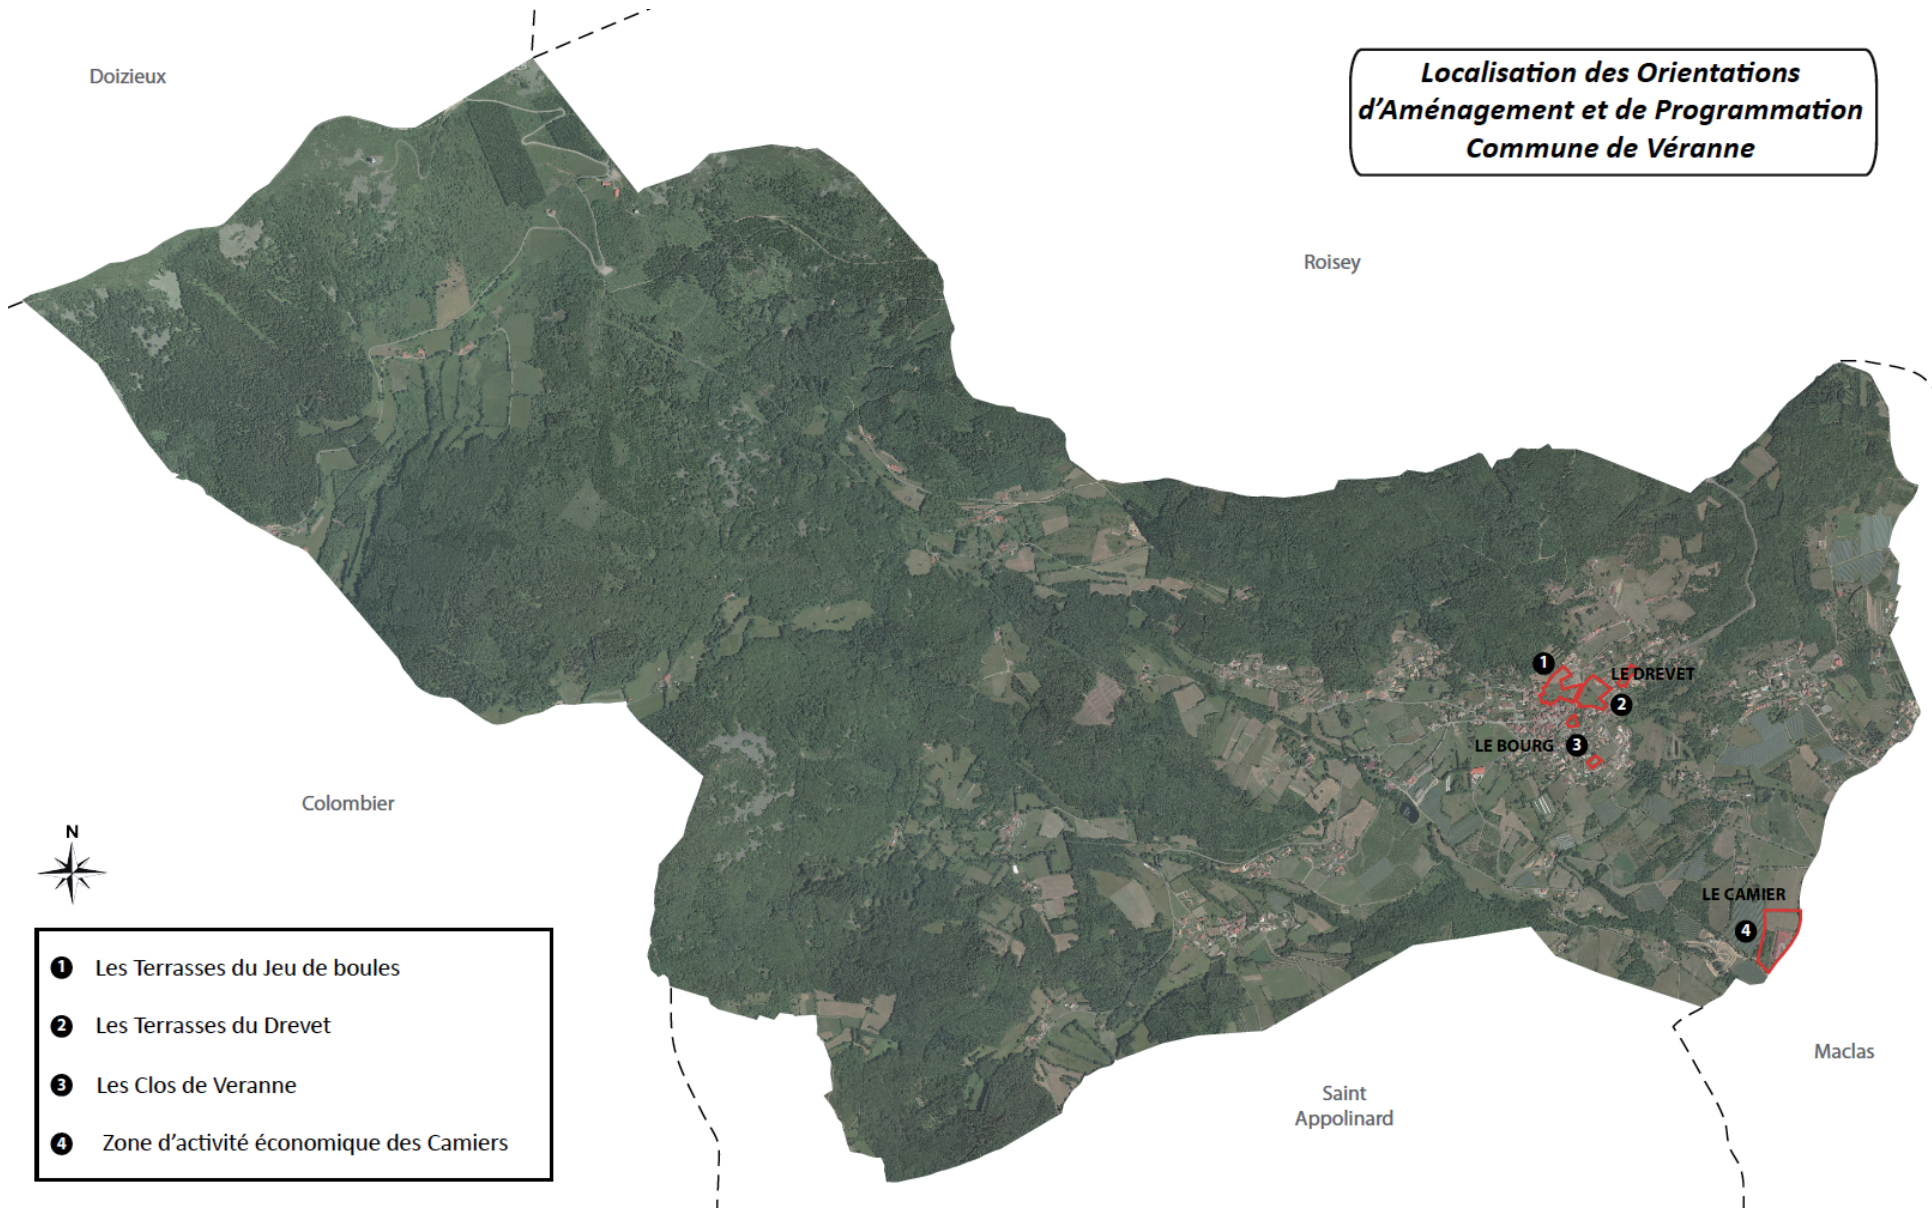 Localisation des Orientations
d'Aménagement et de Programmation
Commune de Véranne
Doizieux
Roisey
1
LE DREVET
2
LE BOURG 3
Colombier
N
LE CAMIER
4
1 Les Terrasses du Jeu de boules
2 Les Terrasses du Drevet
3 Les Clos de Veranne
4 Zone d'activité économique des Camiers
Maclas
Saint
Appolinard